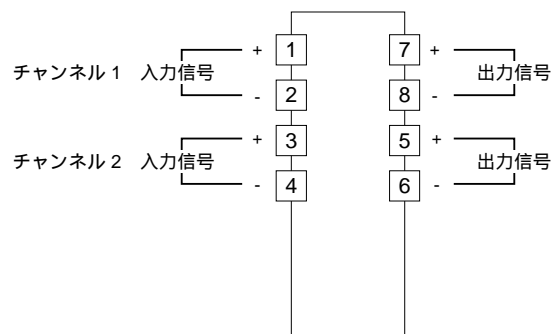 + 1 7 +
チャンネル 1 入力信号 出力信号
- 2 8 -
+ 3 5 +
チャンネル 2 入力信号 出力信号
- 4 6 -